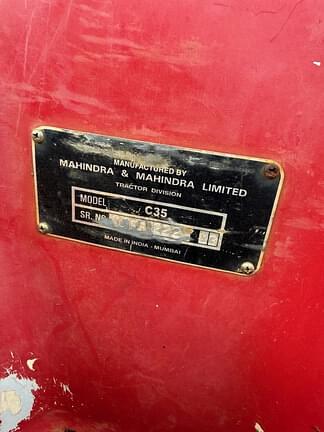 MANUFACTURED BY
MAHINDRA & MAHINDRA LIMITED
TRACTOR DIVISION
MODEL C35
SR. NO.
MADE IN INDIA - MUMBAI